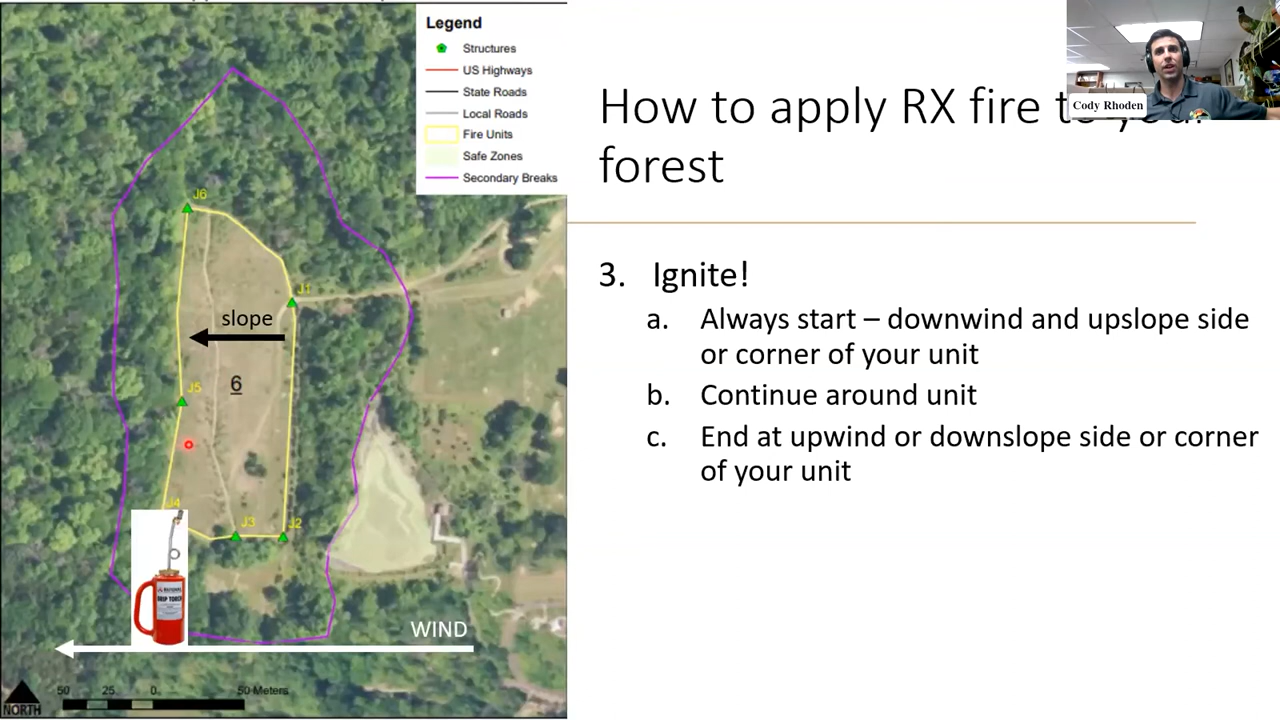 Legend
Structures
US Highways
State Roads
Local Roads
Fire Units
Safe Zones
Secondary Breaks
J6
J1
slope
J5
6
J4
J3
J2
DRIP TORCH
WIND
50 25 0 50 Meters
NORTH
Cody Rhoden
How to apply RX fire to your
forest
3. Ignite!
a. Always start – downwind and upslope side
or corner of your unit
b. Continue around unit
c. End at upwind or downslope side or corner
of your unit